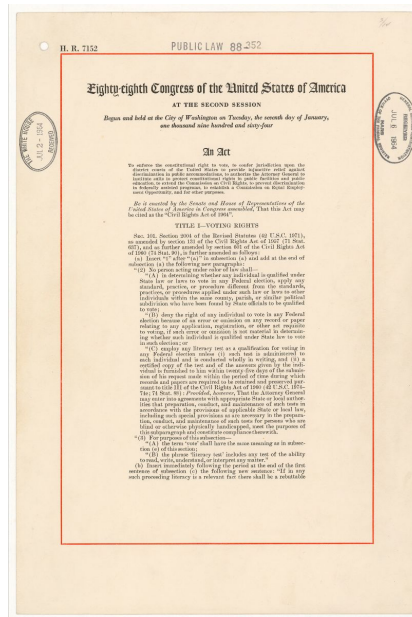 H. R. 7152
PUBLIC LAW 88-352
Eighty-eighth Congress of the United States of America
AT THE SECOND SESSION
Begun and held at the City of Washington on Tuesday, the seventh day of January,
one thousand nine hundred and sixty-four
THE WHITE HOUSE
JUL 2 - 1964
JUL 6 1964
An Act
To enforce the constitutional right to vote, to confer jurisdiction upon the
district courts of the United States to provide injunctive relief against
discrimination in public accommodations, to authorize the Attorney General to
institute suits to protect constitutional rights in public facilities and public
education, to extend the Commission on Civil Rights, to prevent discrimination
in federally assisted programs, to establish a Commission on Equal Employ-
ment Opportunity, and for other purposes.
Be it enacted by the Senate and House of Representatives of the
United States of America in Congress assembled, That this Act may
be cited as the "Civil Rights Act of 1964".
TITLE I—VOTING RIGHTS
SEC. 101. Section 2004 of the Revised Statutes (42 U.S.C. 1971),
as amended by section 131 of the Civil Rights Act of 1957 (71 Stat.
637), and as further amended by section 601 of the Civil Rights Act
of 1960 (74 Stat. 90), is further amended as follows:
(a) Insert "1" after "(a)" in subsection (a) and add at the end of
subsection (a) the following new paragraphs:
"(2) No person acting under color of law shall—
"(A) in determining whether any individual is qualified under
State law or laws to vote in any Federal election, apply any
standard, practice, or procedure different from the standards,
practices, or procedures applied under such law or laws to other
individuals within the same county, parish, or similar political
subdivision who have been found by State officials to be qualified
to vote;
"(B) deny the right of any individual to vote in any Federal
election because of an error or omission on any record or paper
relating to any application, registration, or other act requisite
to voting, if such error or omission is not material in determin-
ing whether such individual is qualified under State law to vote
in such election; or
"(C) employ any literacy test as a qualification for voting in
any Federal election unless (i) such test is administered to
each individual and is conducted wholly in writing, and (ii) a
certified copy of the test and of the answers given by the indi-
vidual is furnished to him within twenty-five days of the submis-
sion of his request made within the period of time during which
records and papers are required to be retained and preserved pur-
suant to title III of the Civil Rights Act of 1960 (42 U.S.C. 1974–
74e; 74 Stat. 88): Provided, however, That the Attorney General
may enter into agreements with appropriate State or local author-
ities that preparation, conduct, and maintenance of such tests in
accordance with the provisions of applicable State or local law,
including such special provisions as are necessary in the prepara-
tion, conduct, and maintenance of such tests for persons who are
blind or otherwise physically handicapped, meet the purposes of
this subparagraph and constitute compliance therewith.
"(3) For purposes of this subsection—
"(A) the term 'vote' shall have the same meaning as in subsec-
tion (e) of this section;
"(B) the phrase 'literacy test' includes any test of the ability
to read, write, understand, or interpret any matter."
(b) Insert immediately following the period at the end of the first
sentence of subsection (c) the following new sentence: "If in any
such proceeding literacy is a relevant fact there shall be a rebuttable